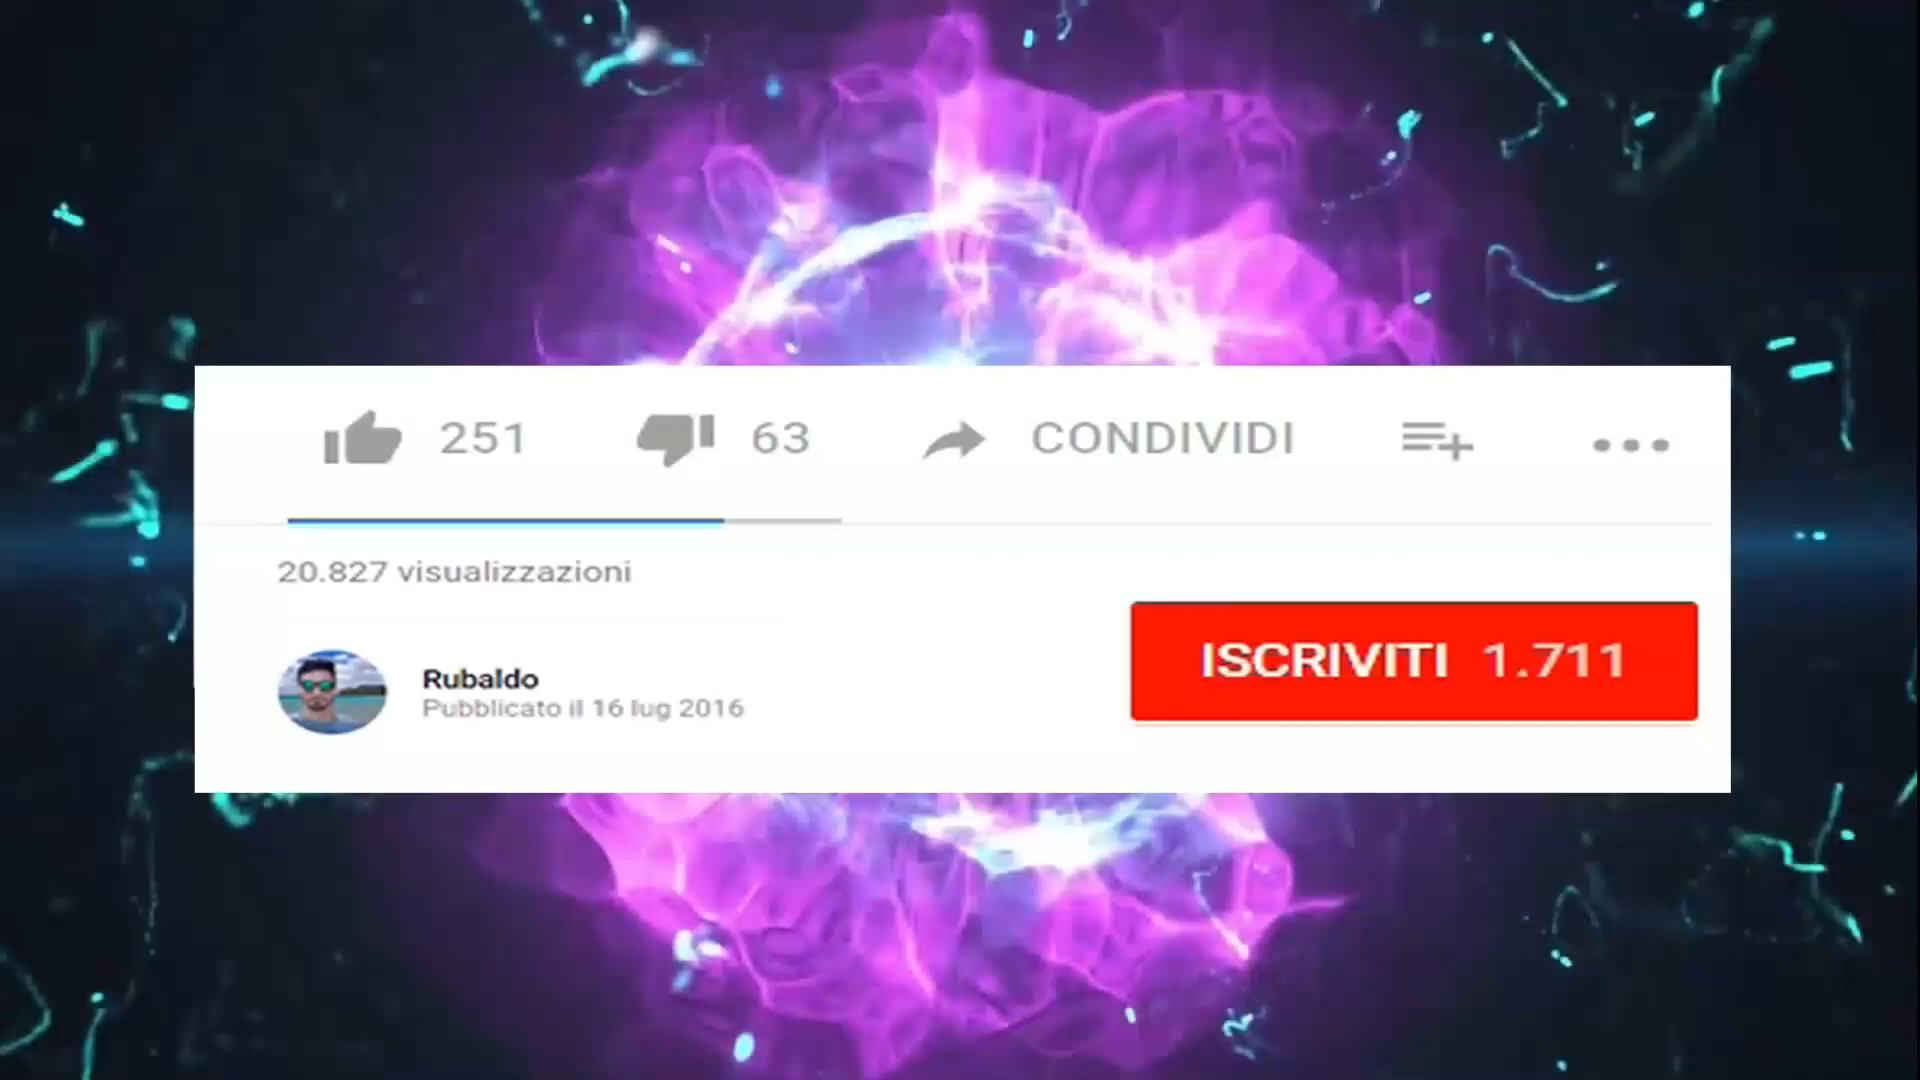 251 63 CONDIVIDI
20.827 visualizzazioni
ISCRIVITI 1.711
Rubaldo
Pubblicato il 16 lug 2016